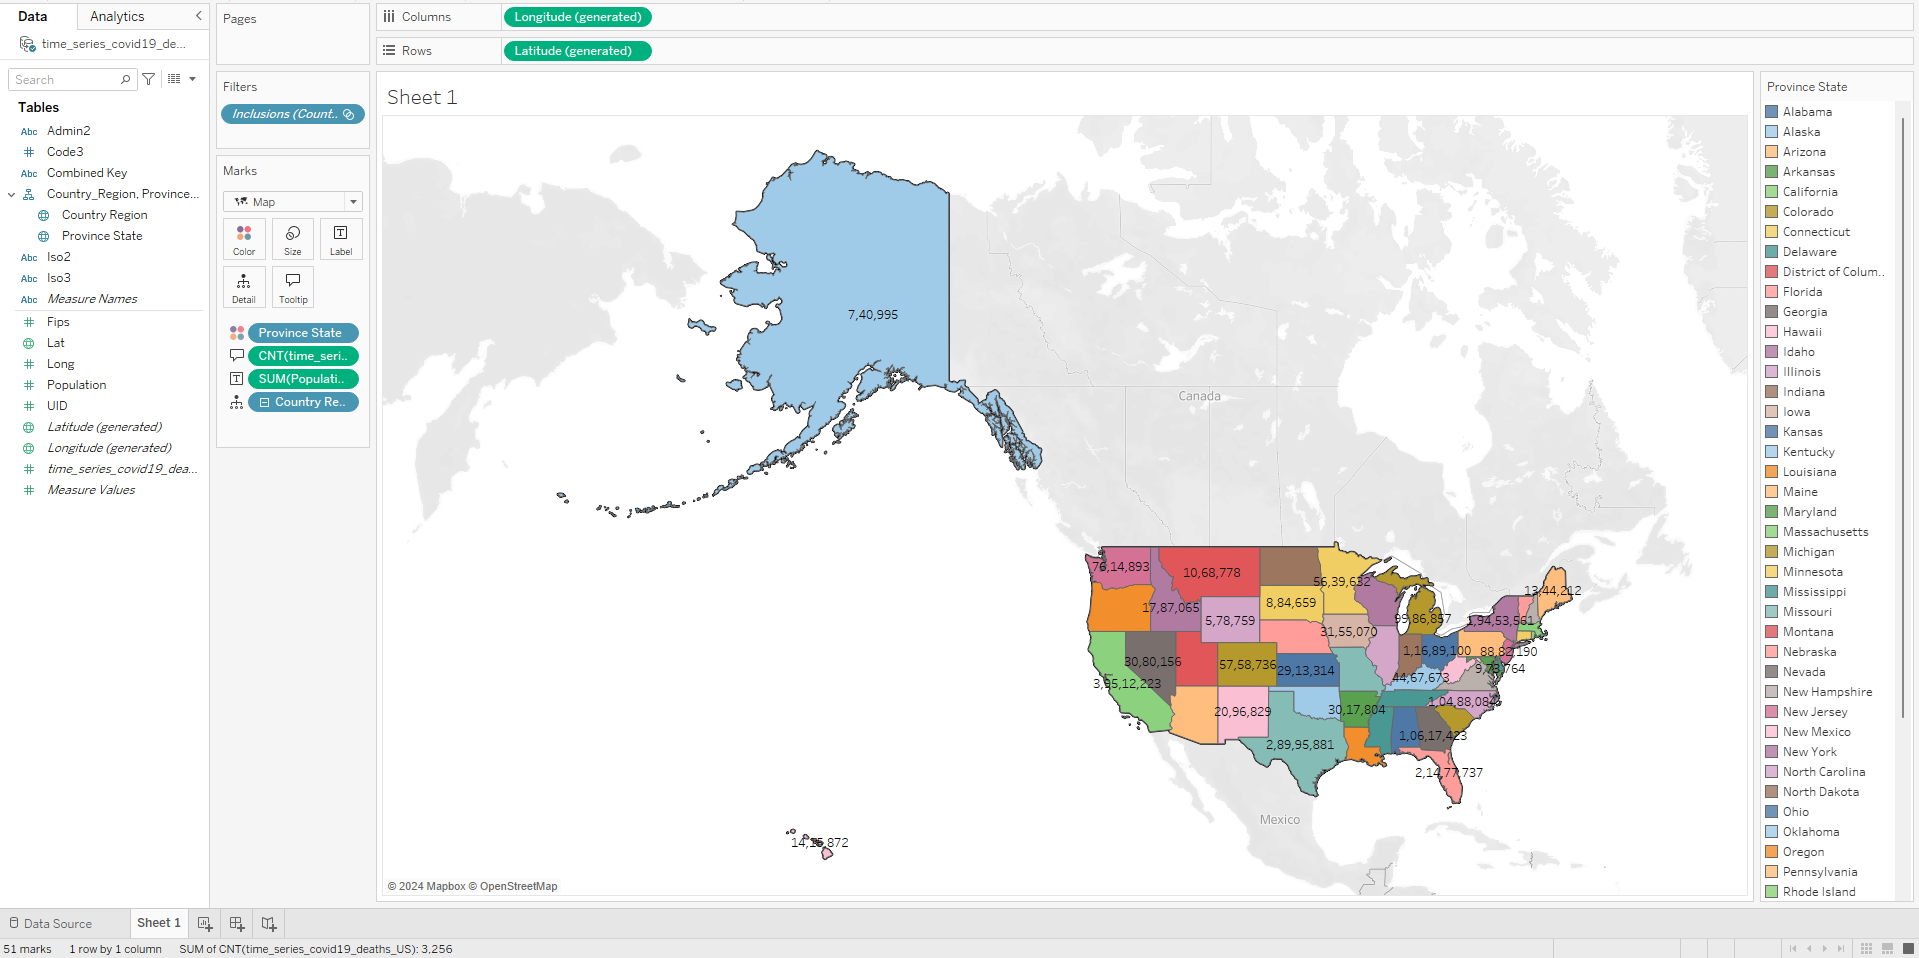 Data
Analytics
time_series_covid19_de...
Search
Tables
Abc Admin2
# Code3
Abc Combined Key
Country_Region, Province...
Country Region
Province State
Abc Iso2
Abc Iso3
Abc Measure Names
# Fips
Lat
# Long
# Population
# UID
Latitude (generated)
Longitude (generated)
# time_series_covid19_dea...
# Measure Values
Pages
Filters
Inclusions (Count..
Marks
Map
Color
Size
Label
Detail
Tooltip
Province State
CNT(time_seri..
SUM(Populati..
Country Re..
Columns
Longitude (generated)
Rows
Latitude (generated)
Sheet 1
7,40,995
Canada
76,14,893
10,68,778
56,39,632
13,44,212
17,87,065
8,84,659
5,78,759
99,86,857
1,94,53,561
31,55,070
30,80,156
57,58,736
29,13,314
1,16,89,100
88,82,190
9,73,764
3,95,12,223
44,67,673
20,96,829
30,17,804
1,04,88,084
2,89,95,881
1,06,17,423
2,14,77,737
Mexico
14,15,872
© 2024 Mapbox © OpenStreetMap
Province State
Alabama
Alaska
Arizona
Arkansas
California
Colorado
Connecticut
Delaware
District of Colum..
Florida
Georgia
Hawaii
Idaho
Illinois
Indiana
Iowa
Kansas
Kentucky
Louisiana
Maine
Maryland
Massachusetts
Michigan
Minnesota
Mississippi
Missouri
Montana
Nebraska
Nevada
New Hampshire
New Jersey
New Mexico
New York
North Carolina
North Dakota
Ohio
Oklahoma
Oregon
Pennsylvania
Rhode Island
Data Source
Sheet 1
51 marks
1 row by 1 column
SUM of CNT(time_series_covid19_deaths_US): 3,256